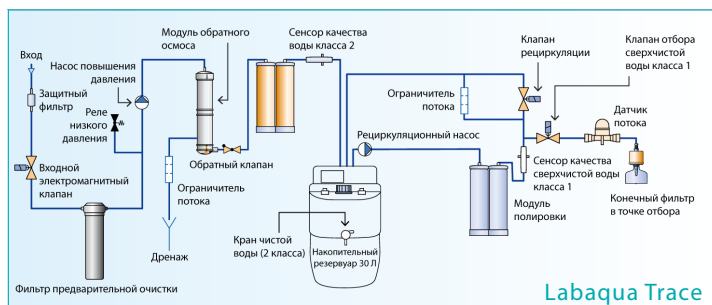 Вход
Защитный
фильтр
Насос повышения
давления
Реле
низкого
давления
Входной
электромагнитный
клапан
Фильтр предварительной очистки
Модуль обратного
осмоса
Обратный клапан
Ограничитель
потока
Дренаж
Сенсор качества
воды класса 2
Кран чистой
воды (2 класса)
Накопительный
резервуар 30 Л
Рециркуляционный насос
Ограничитель
потока
Клапан
рециркуляции
Клапан отбора
сверхчистой
воды класса 1
Датчик
потока
Сенсор качества
сверхчистой воды
класса 1
Модуль
полировки
Конечный фильтр
в точке отбора
Labaqua Trace